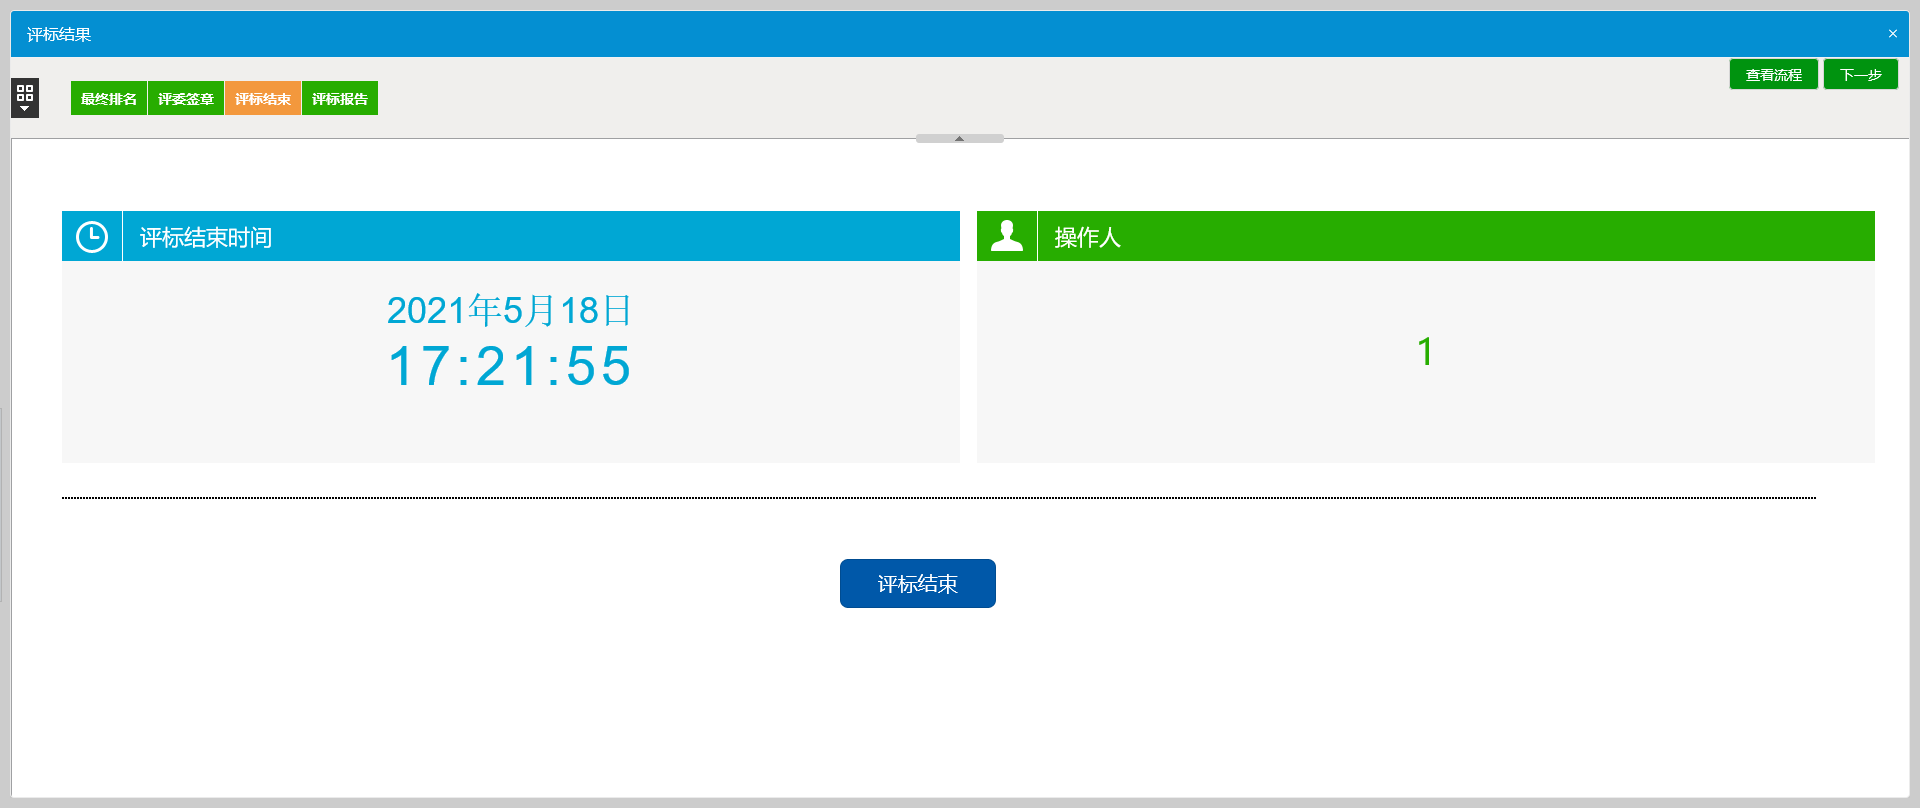 评标结果
×
查看流程 下一步
最终排名 评委签章 评标结束 评标报告
评标结束时间
2021年5月18日
17:21:55
操作人
1
评标结束